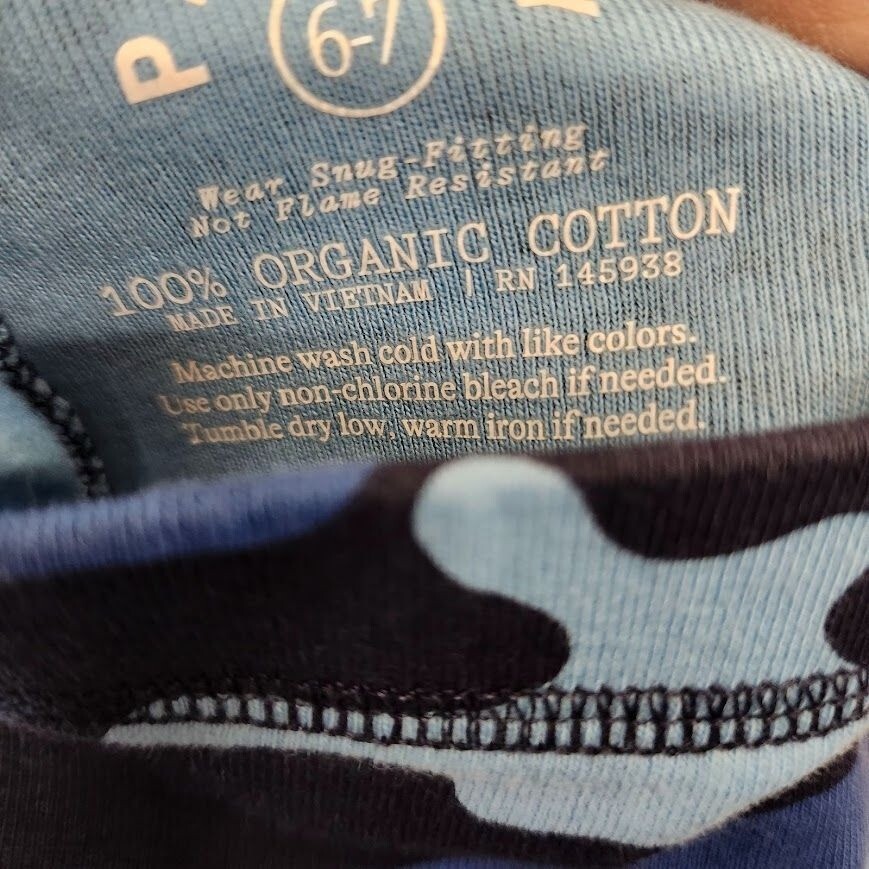 6-7
Wear Snug-Fitting
Not Flame Resistant
100% ORGANIC COTTON
MADE IN VIETNAM | RN 145938
Machine wash cold with like colors.
Use only non-chlorine bleach if needed.
Tumble dry low, warm iron if needed.